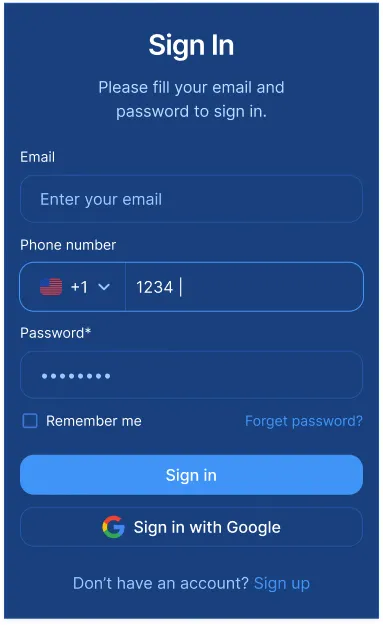 Sign In
Please fill your email and
password to sign in.
Email
Enter your email
Phone number
+1 1234
Password*
Remember me Forget password?
Sign in
Sign in with Google
Don’t have an account? Sign up